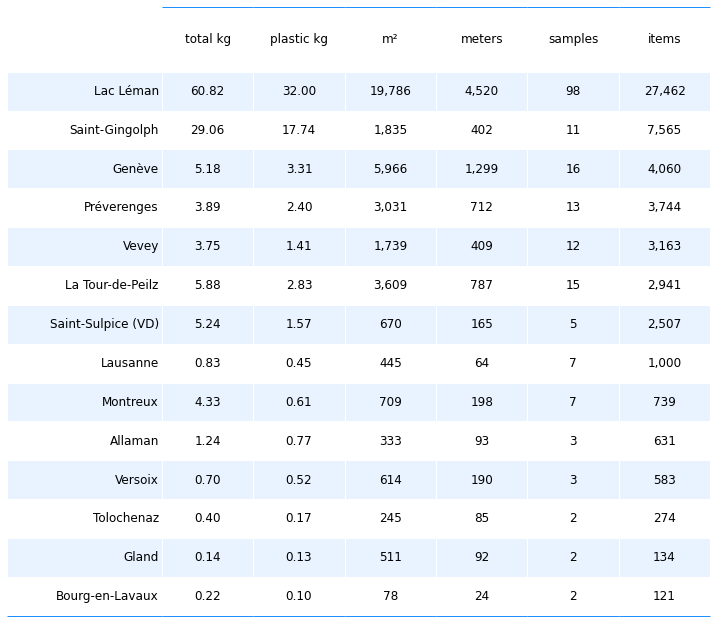 total kg plastic kg m² meters samples items
Lac Léman 60.82 32.00 19,786 4,520 98 27,462
Saint-Gingolph 29.06 17.74 1,835 402 11 7,565
Genève 5.18 3.31 5,966 1,299 16 4,060
Préverenges 3.89 2.40 3,031 712 13 3,744
Vevey 3.75 1.41 1,739 409 12 3,163
La Tour-de-Peilz 5.88 2.83 3,609 787 15 2,941
Saint-Sulpice (VD) 5.24 1.57 670 165 5 2,507
Lausanne 0.83 0.45 445 64 7 1,000
Montreux 4.33 0.61 709 198 7 739
Allaman 1.24 0.77 333 93 3 631
Versoix 0.70 0.52 614 190 3 583
Tolochenaz 0.40 0.17 245 85 2 274
Gland 0.14 0.13 511 92 2 134
Bourg-en-Lavaux 0.22 0.10 78 24 2 121